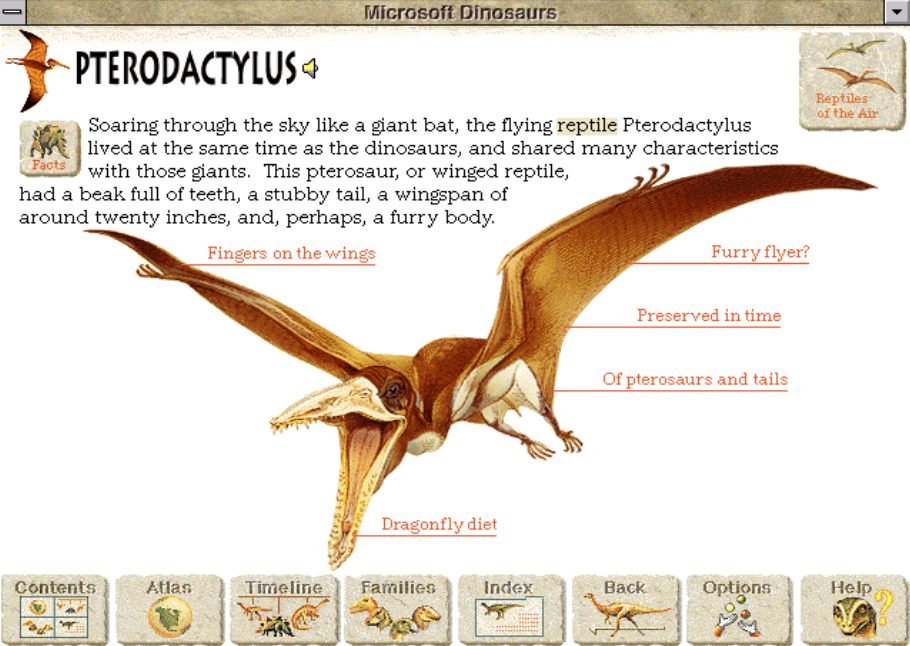 Microsoft Dinosaurs
PTERODACTYLUS
Reptiles
of the Air
Facts
Soaring through the sky like a giant bat, the flying reptile Pterodactylus
lived at the same time as the dinosaurs, and shared many characteristics
with those giants. This pterosaur, or winged reptile,
had a beak full of teeth, a stubby tail, a wingspan of
around twenty inches, and, perhaps, a furry body.
Fingers on the wings
Furry flyer?
Preserved in time
Of pterosaurs and tails
Dragonfly diet
Contents
Atlas
Timeline
Families
Index
Back
Options
Help